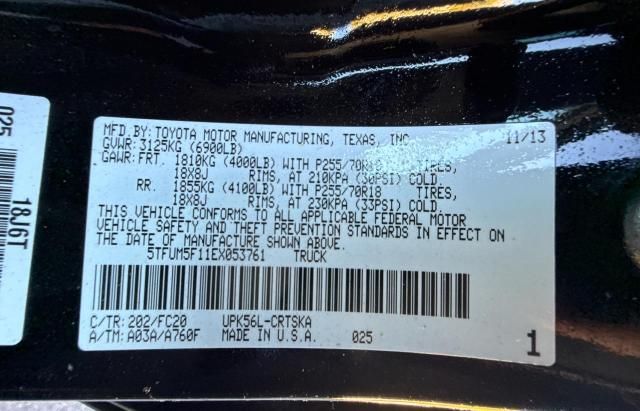 MFD.BY:TOYOTA MOTOR MANUFACTURING, TEXAS, INC. 11/13
GVWR:3125KG (6900LB)
GAWR:FRT. 1810KG (4000LB) WITH P255/70R18 TIRES,
18X8J RIMS, AT 210KPA (30PSI) COLD
RR. 1855KG (4100LB) WITH P255/70R18 TIRES,
18X8J RIMS, AT 230KPA (33PSI) COLD
THIS VEHICLE CONFORMS TO ALL APPLICABLE FEDERAL MOTOR
VEHICLE SAFETY AND THEFT PREVENTION STANDARDS IN EFFECT ON
THE DATE OF MANUFACTURE SHOWN ABOVE.
5TFUM5F11EX053761 TRUCK
C/TR:202/FC20 UPK56L-CRTSKA
A/TM:A03A/A760F MADE IN U.S.A. 025 1
025
18J6T